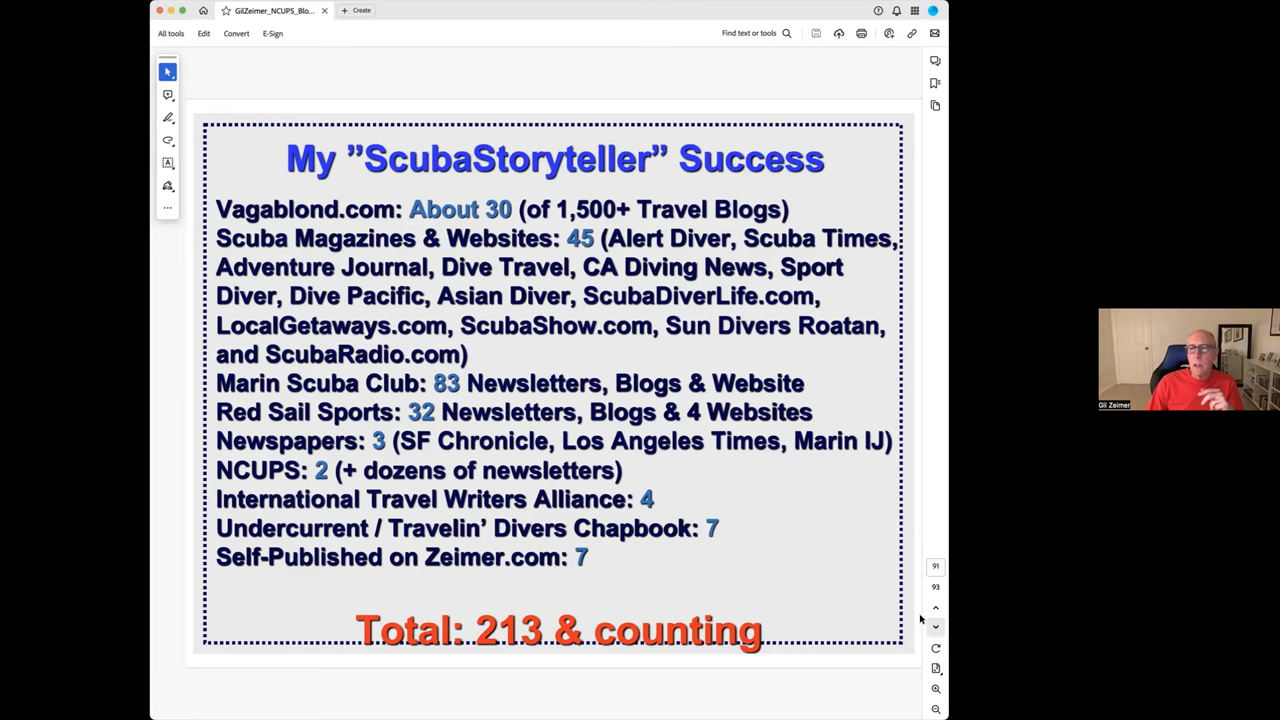 GilZeimer_NCUPS_Blo...
Create
All tools
Edit
Convert
E-Sign
Find text or tools
My ”ScubaStoryteller” Success
Vagablond.com: About 30 (of 1,500+ Travel Blogs)
Scuba Magazines & Websites: 45 (Alert Diver, Scuba Times,
Adventure Journal, Dive Travel, CA Diving News, Sport
Diver, Dive Pacific, Asian Diver, ScubaDiverLife.com,
LocalGetaways.com, ScubaShow.com, Sun Divers Roatan,
and ScubaRadio.com)
Marin Scuba Club: 83 Newsletters, Blogs & Website
Red Sail Sports: 32 Newsletters, Blogs & 4 Websites
Newspapers: 3 (SF Chronicle, Los Angeles Times, Marin IJ)
NCUPS: 2 (+ dozens of newsletters)
International Travel Writers Alliance: 4
Undercurrent / Travelin’ Divers Chapbook: 7
Self-Published on Zeimer.com: 7
Total: 213 & counting
91
93
Gil Zeimer